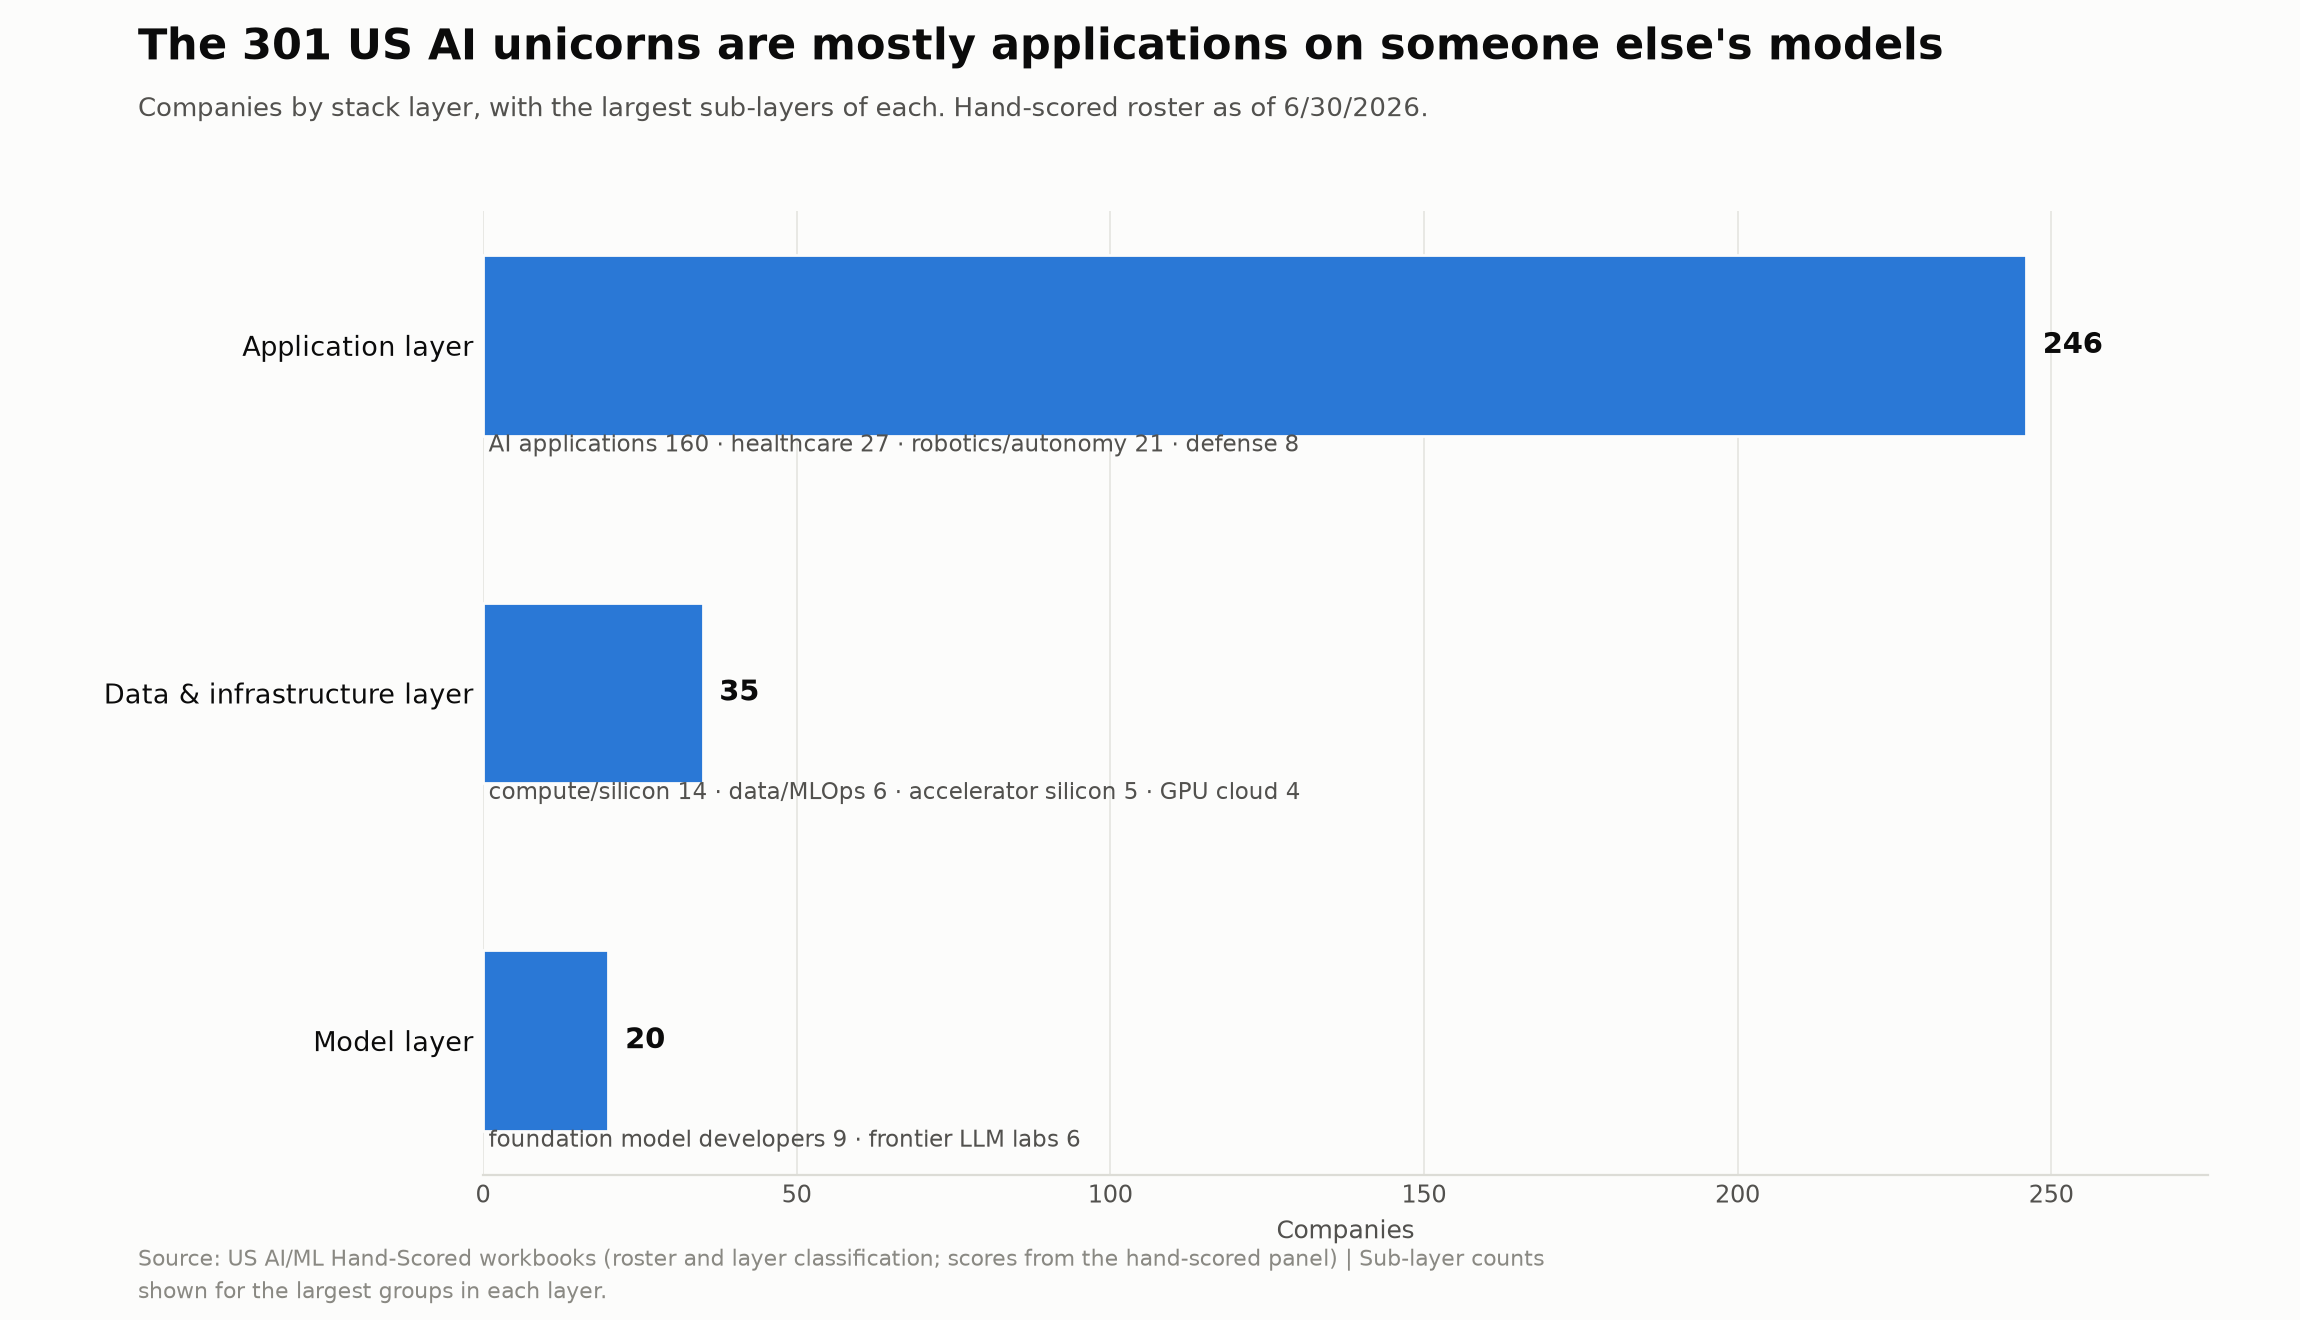 The 301 US AI unicorns are mostly applications on someone else's models
Companies by stack layer, with the largest sub-layers of each. Hand-scored roster as of 6/30/2026.
Application layer
246
AI applications 160 · healthcare 27 · robotics/autonomy 21 · defense 8
Data & infrastructure layer
35
compute/silicon 14 · data/MLOps 6 · accelerator silicon 5 · GPU cloud 4
Model layer
20
foundation model developers 9 · frontier LLM labs 6
0 50 100 150 200 250
Companies
Source: US AI/ML Hand-Scored workbooks (roster and layer classification; scores from the hand-scored panel) | Sub-layer counts
shown for the largest groups in each layer.